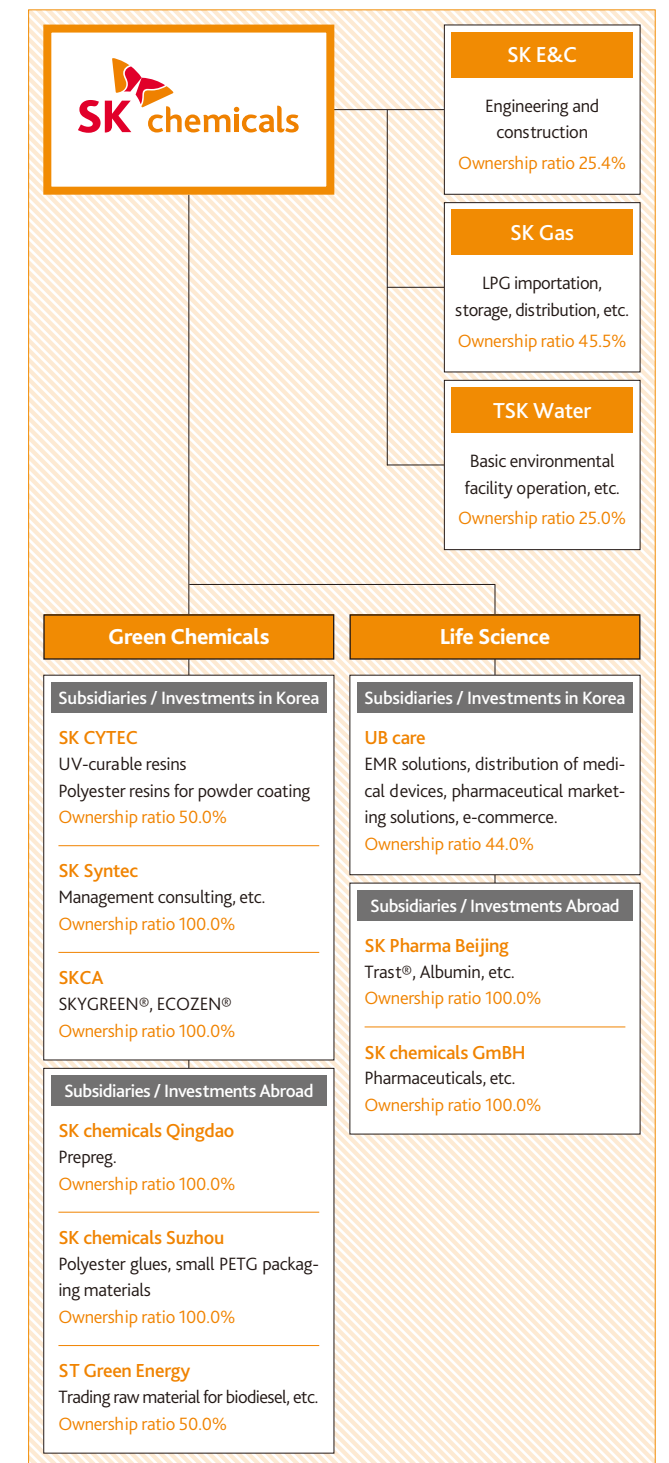 SK chemicals
SK E&C
Engineering and
construction
Ownership ratio 25.4%
SK Gas
LPG importation,
storage, distribution, etc.
Ownership ratio 45.5%
TSK Water
Basic environmental
facility operation, etc.
Ownership ratio 25.0%
Green Chemicals
Subsidiaries / Investments in Korea
SK CYTEC
UV-curable resins
Polyester resins for powder coating
Ownership ratio 50.0%
SK Syntec
Management consulting, etc.
Ownership ratio 100.0%
SKCA
SKYGREEN®, ECOZEN®
Ownership ratio 100.0%
Subsidiaries / Investments Abroad
SK chemicals Qingdao
Prepreg.
Ownership ratio 100.0%
SK chemicals Suzhou
Polyester glues, small PETG packag-
ing materials
Ownership ratio 100.0%
ST Green Energy
Trading raw material for biodiesel, etc.
Ownership ratio 50.0%
Life Science
Subsidiaries / Investments in Korea
UB care
EMR solutions, distribution of medi-
cal devices, pharmaceutical market-
ing solutions, e-commerce.
Ownership ratio 44.0%
Subsidiaries / Investments Abroad
SK Pharma Beijing
Trast®, Albumin, etc.
Ownership ratio 100.0%
SK chemicals GmBH
Pharmaceuticals, etc.
Ownership ratio 100.0%